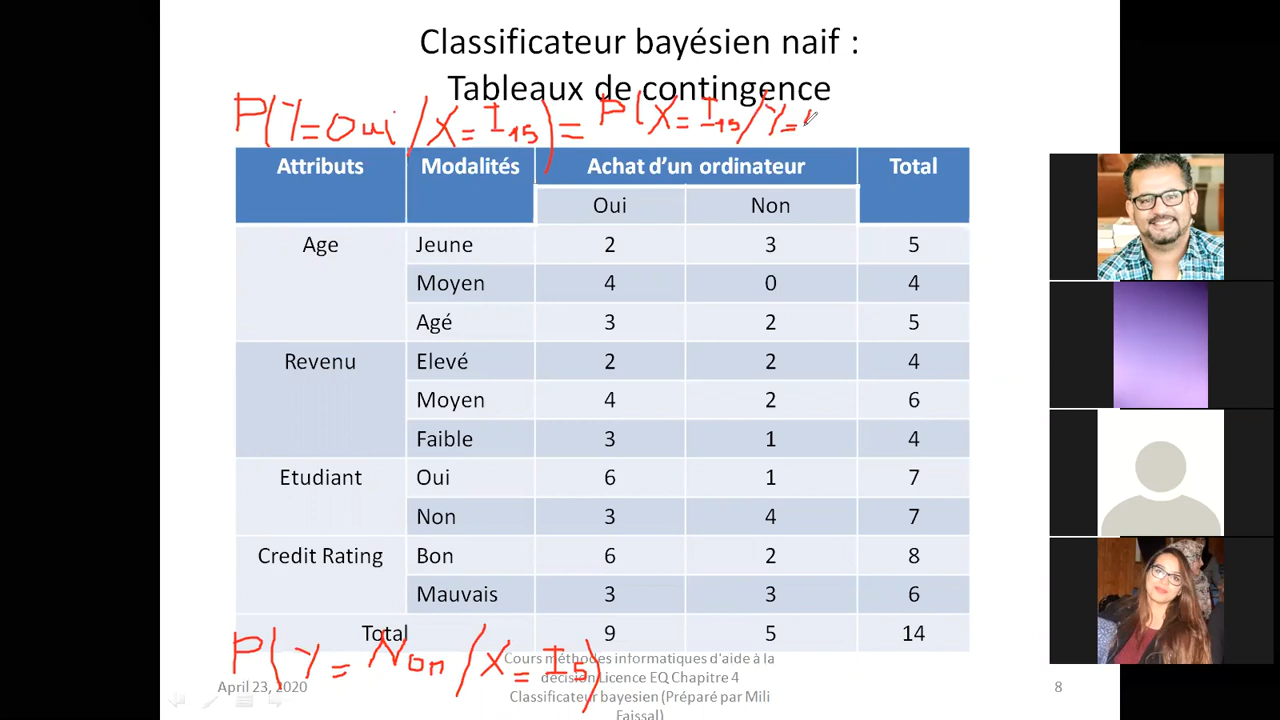 Classificateur bayésien naif :
Tableaux de contingence
P(Y=Oui/X=I15)=P(X=I15/Y=
Attributs Modalités Achat d’un ordinateur Total
Oui Non
Age Jeune 2 3 5
Moyen 4 0 4
Agé 3 2 5
Revenu Elevé 2 2 4
Moyen 4 2 6
Faible 3 1 4
Etudiant Oui 6 1 7
Non 3 4 7
Credit Rating Bon 6 2 8
Mauvais 3 3 6
Total 9 5 14
P(Y=Non/X=I5)
Cours méthodes informatiques d'aide à la
décision Licence EQ Chapitre 4
April 23, 2020 8
Classificateur bayesien (Préparé par Mili
Faissal)